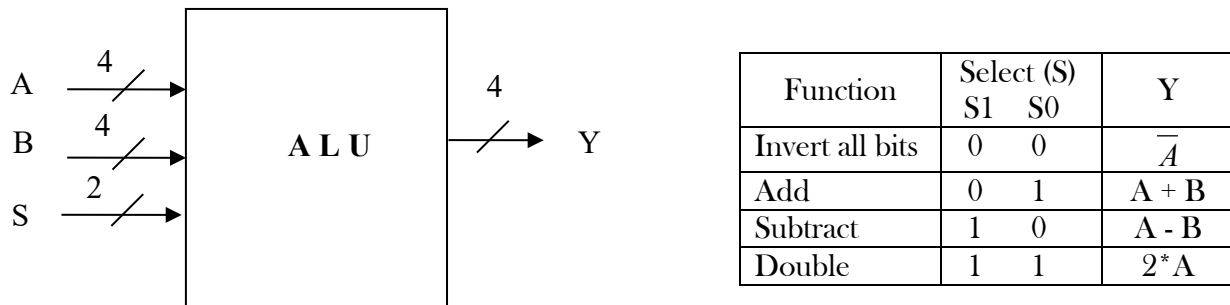 4
A
4
B
2
S
A L U
4
Y
Function Select (S) Y
S1 S0
Invert all bits 0 0 A̅
Add 0 1 A + B
Subtract 1 0 A - B
Double 1 1 2*A